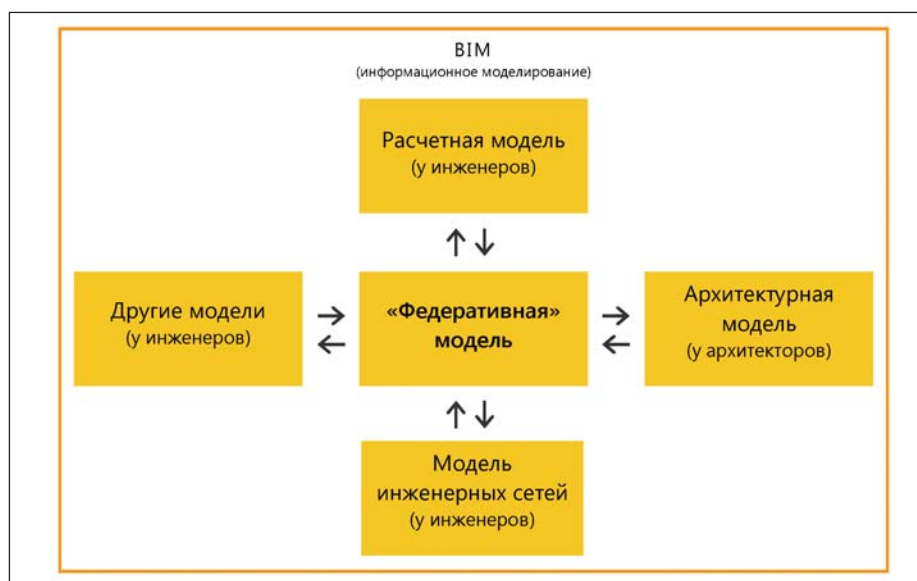 BIM
(информационное моделирование)
Расчетная модель
(у инженеров)
Другие модели
(у инженеров)
«Федеративная»
модель
Архитектурная
модель
(у архитекторов)
Модель
инженерных сетей
(у инженеров)